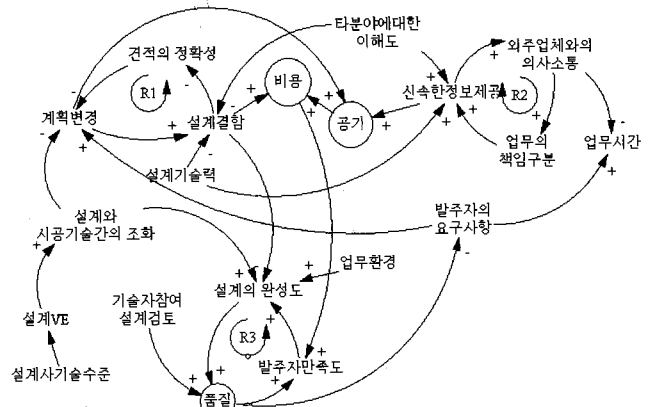 타분야에대한
이해도
외주업체와의
의사소통
견적의 정확성
R1
비용
신속한정보제공
R2
계획변경
설계결함
공기
업무의
책임구분
업무시간
설계기술력
설계와
시공기술간의 조화
발주자의
요구사항
업무환경
설계의 완성도
기술자참여
설계검토
설계VE
R3
발주자만족도
설계사기술수준
품질